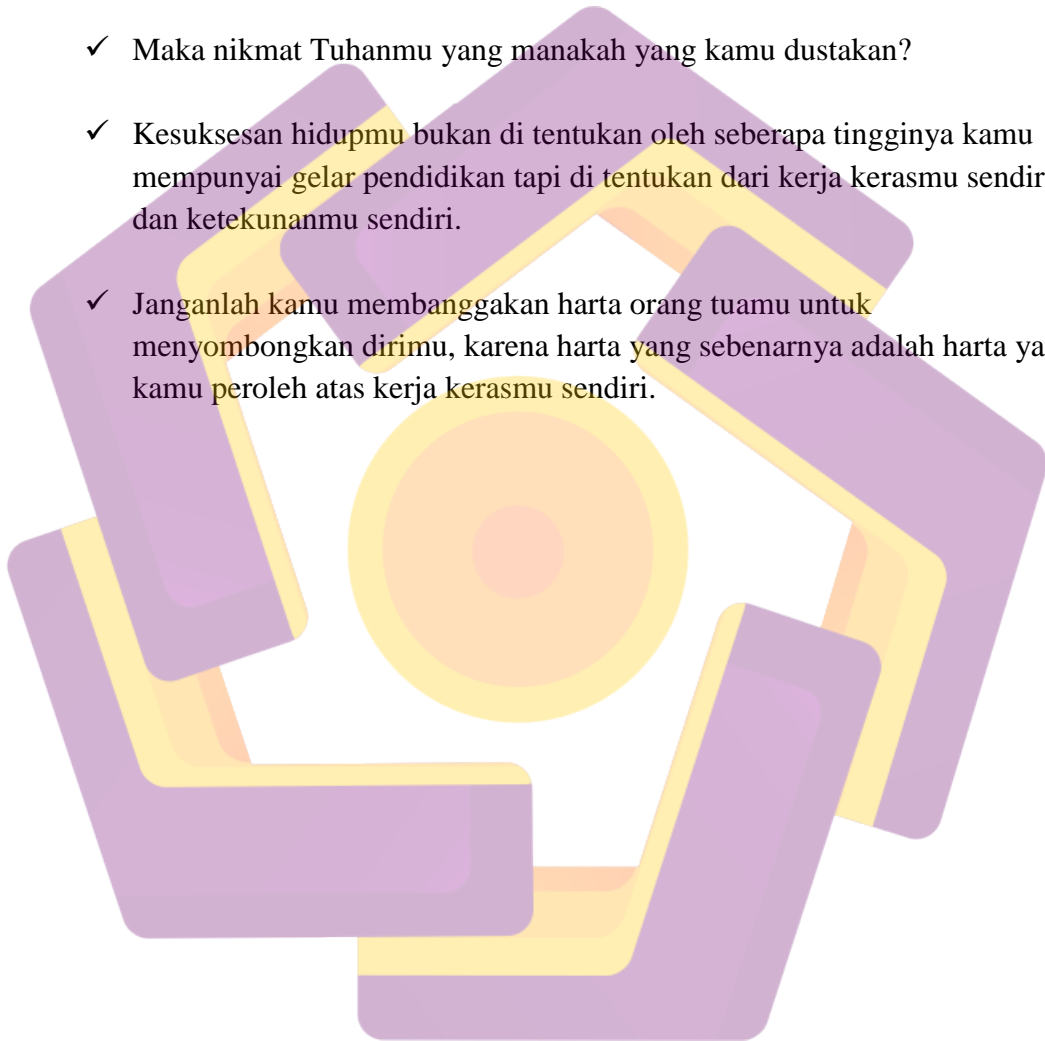 ✓ Maka nikmat Tuhanmu yang manakah yang kamu dustakan?
✓ Kesuksesan hidupmu bukan di tentukan oleh seberapa tingginya kamu
mempunyai gelar pendidikan tapi di tentukan dari kerja kerasmu sendir
dan ketekunanmu sendiri.
✓ Janganlah kamu membanggakan harta orang tuamu untuk
menyombongkan dirimu, karena harta yang sebenarnya adalah harta ya
kamu peroleh atas kerja kerasmu sendiri.